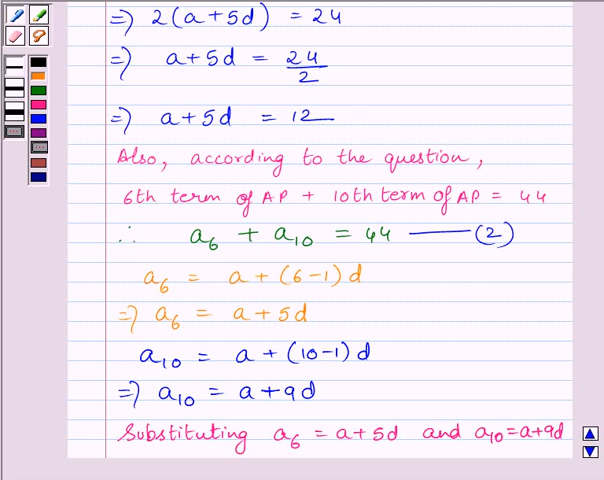 ⇒ 2(a+5d) = 24
⇒ a+5d = 24/2
⇒ a+5d = 12
Also, according to the question,
6th term of AP + 10th term of AP = 44
∴ a₆ + a₁₀ = 44 ——(2)
a₆ = a+(6-1)d
⇒ a₆ = a+5d
a₁₀ = a+(10-1)d
⇒ a₁₀ = a+9d
Substituting a₆ = a+5d and a₁₀=a+9d